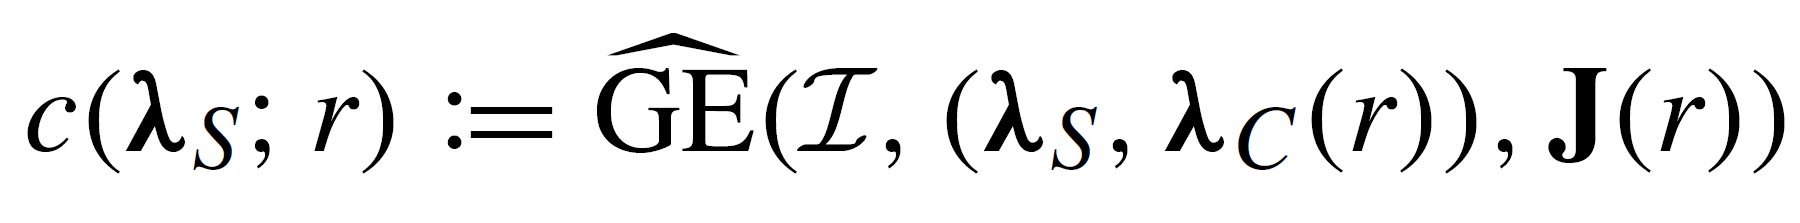 c(𝛌_S; r) := \widehat{GE}(ℐ, (𝛌_S, 𝛌_C(r)), 𝐉(r))